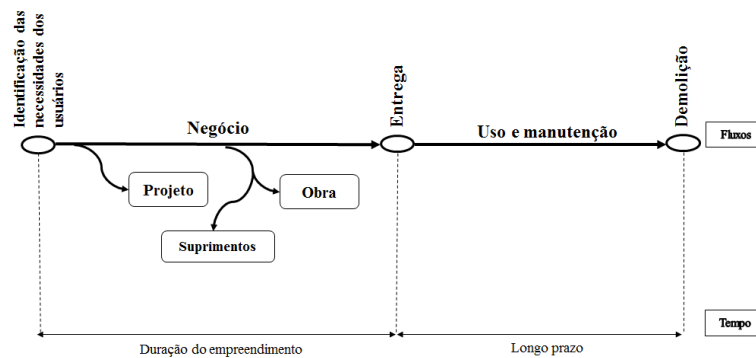 Identificação das
necessidades dos
usuários
Entrega
Demolição
Negócio
Uso e manutenção
Fluxos
Projeto
Obra
Suprimentos
Tempo
Duração do empreendimento
Longo prazo